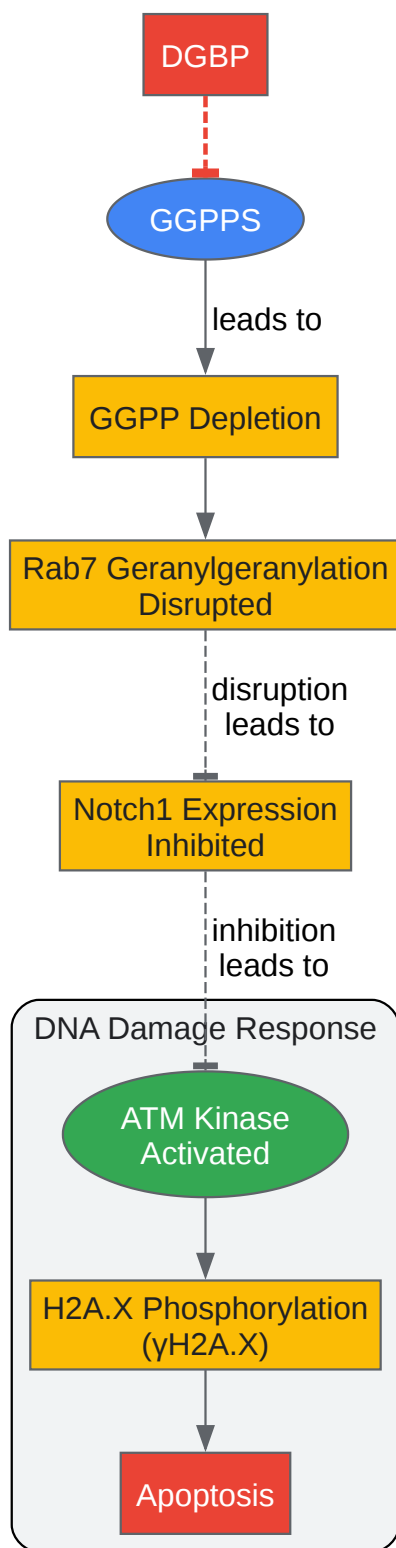 DGBP
GGPPS
leads to
GGPP Depletion
Rab7 Geranylgeranylation
Disrupted
disruption
leads to
Notch1 Expression
Inhibited
inhibition
leads to
DNA Damage Response
ATM Kinase
Activated
H2A.X Phosphorylation
(γH2A.X)
Apoptosis